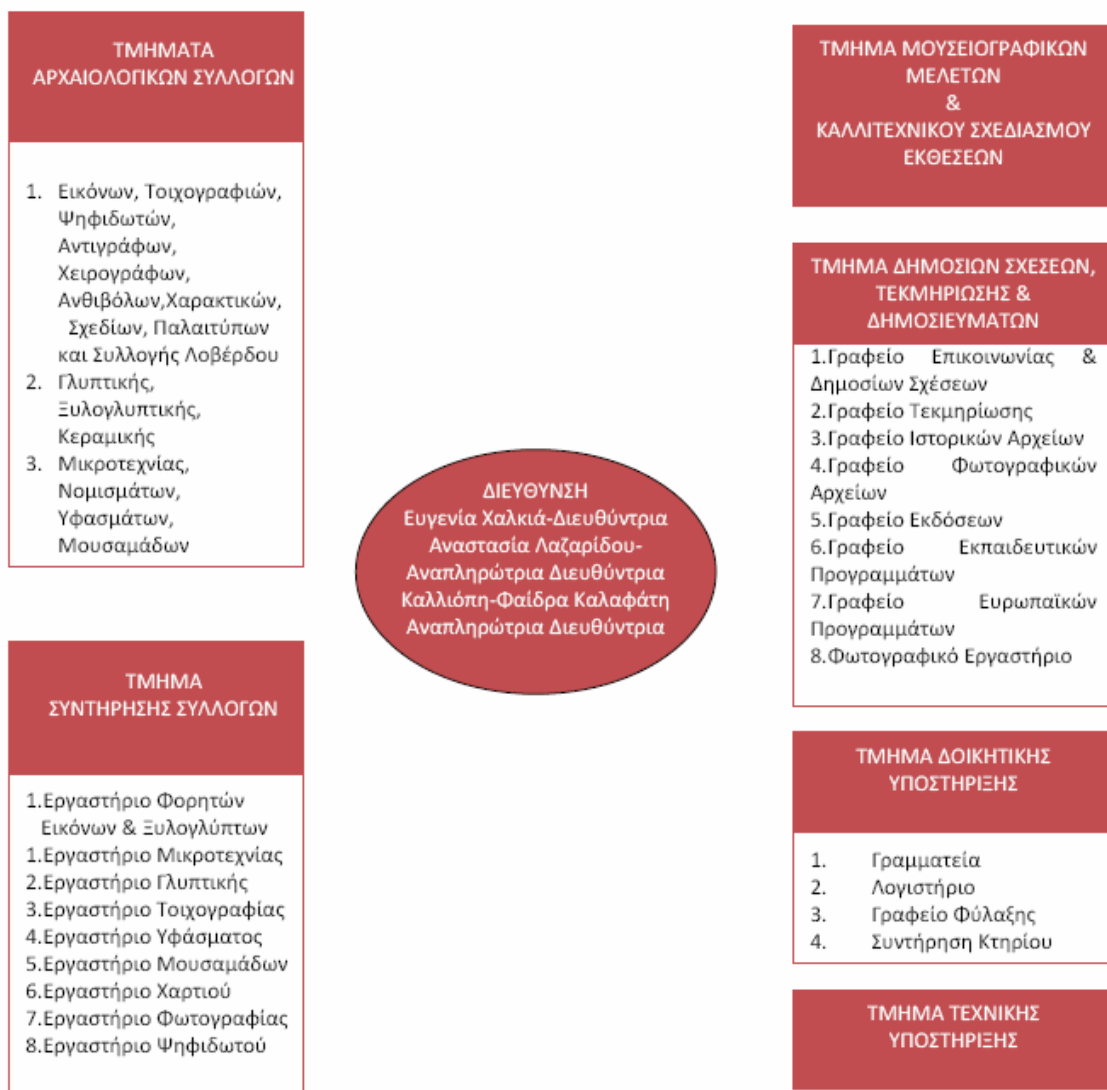 ΤΜΗΜΑΤΑ
ΑΡΧΑΙΟΛΟΓΙΚΩΝ ΣΥΛΛΟΓΩΝ
1. Εικόνων, Τοιχογραφιών,
Ψηφιδωτών,
Αντιγράφων,
Χειρογράφων,
Ανθιβόλων,Χαρακτικών,
Σχεδίων, Παλαιτύπων
και Συλλογής Λοβέρδου
2. Γλυπτικής,
Ξυλογλυπτικής,
Κεραμικής
3. Μικροτεχνίας,
Νομισμάτων,
Υφασμάτων,
Μουσαμάδων
ΤΜΗΜΑ
ΣΥΝΤΗΡΗΣΗΣ ΣΥΛΛΟΓΩΝ
1.Εργαστήριο Φορητών
Εικόνων & Ξυλογλύπτων
1.Εργαστήριο Μικροτεχνίας
2.Εργαστήριο Γλυπτικής
3.Εργαστήριο Τοιχογραφίας
4.Εργαστήριο Υφάσματος
5.Εργαστήριο Μουσαμάδων
6.Εργαστήριο Χαρτιού
7.Εργαστήριο Φωτογραφίας
8.Εργαστήριο Ψηφιδωτού
ΔΙΕΥΘΥΝΣΗ
Ευγενία Χαλκιά-Διευθύντρια
Αναστασία Λαζαρίδου-
Αναπληρώτρια Διευθύντρια
Καλλιόπη-Φαίδρα Καλαφάτη
Αναπληρώτρια Διευθύντρια
ΤΜΗΜΑ ΜΟΥΣΕΙΟΓΡΑΦΙΚΩΝ
ΜΕΛΕΤΩΝ
&
ΚΑΛΛΙΤΕΧΝΙΚΟΥ ΣΧΕΔΙΑΣΜΟΥ
ΕΚΘΕΣΕΩΝ
ΤΜΗΜΑ ΔΗΜΟΣΙΩΝ ΣΧΕΣΕΩΝ,
ΤΕΚΜΗΡΙΩΣΗΣ &
ΔΗΜΟΣΙΕΥΜΑΤΩΝ
1.Γραφείο Επικοινωνίας &
Δημοσίων Σχέσεων
2.Γραφείο Τεκμηρίωσης
3.Γραφείο Ιστορικών Αρχείων
4.Γραφείο Φωτογραφικών
Αρχείων
5.Γραφείο Εκδόσεων
6.Γραφείο Εκπαιδευτικών
Προγραμμάτων
7.Γραφείο Ευρωπαϊκών
Προγραμμάτων
8.Φωτογραφικό Εργαστήριο
ΤΜΗΜΑ ΔΟΙΚΗΤΙΚΗΣ
ΥΠΟΣΤΗΡΙΞΗΣ
1. Γραμματεία
2. Λογιστήριο
3. Γραφείο Φύλαξης
4. Συντήρηση Κτηρίου
ΤΜΗΜΑ ΤΕΧΝΙΚΗΣ
ΥΠΟΣΤΗΡΙΞΗΣ